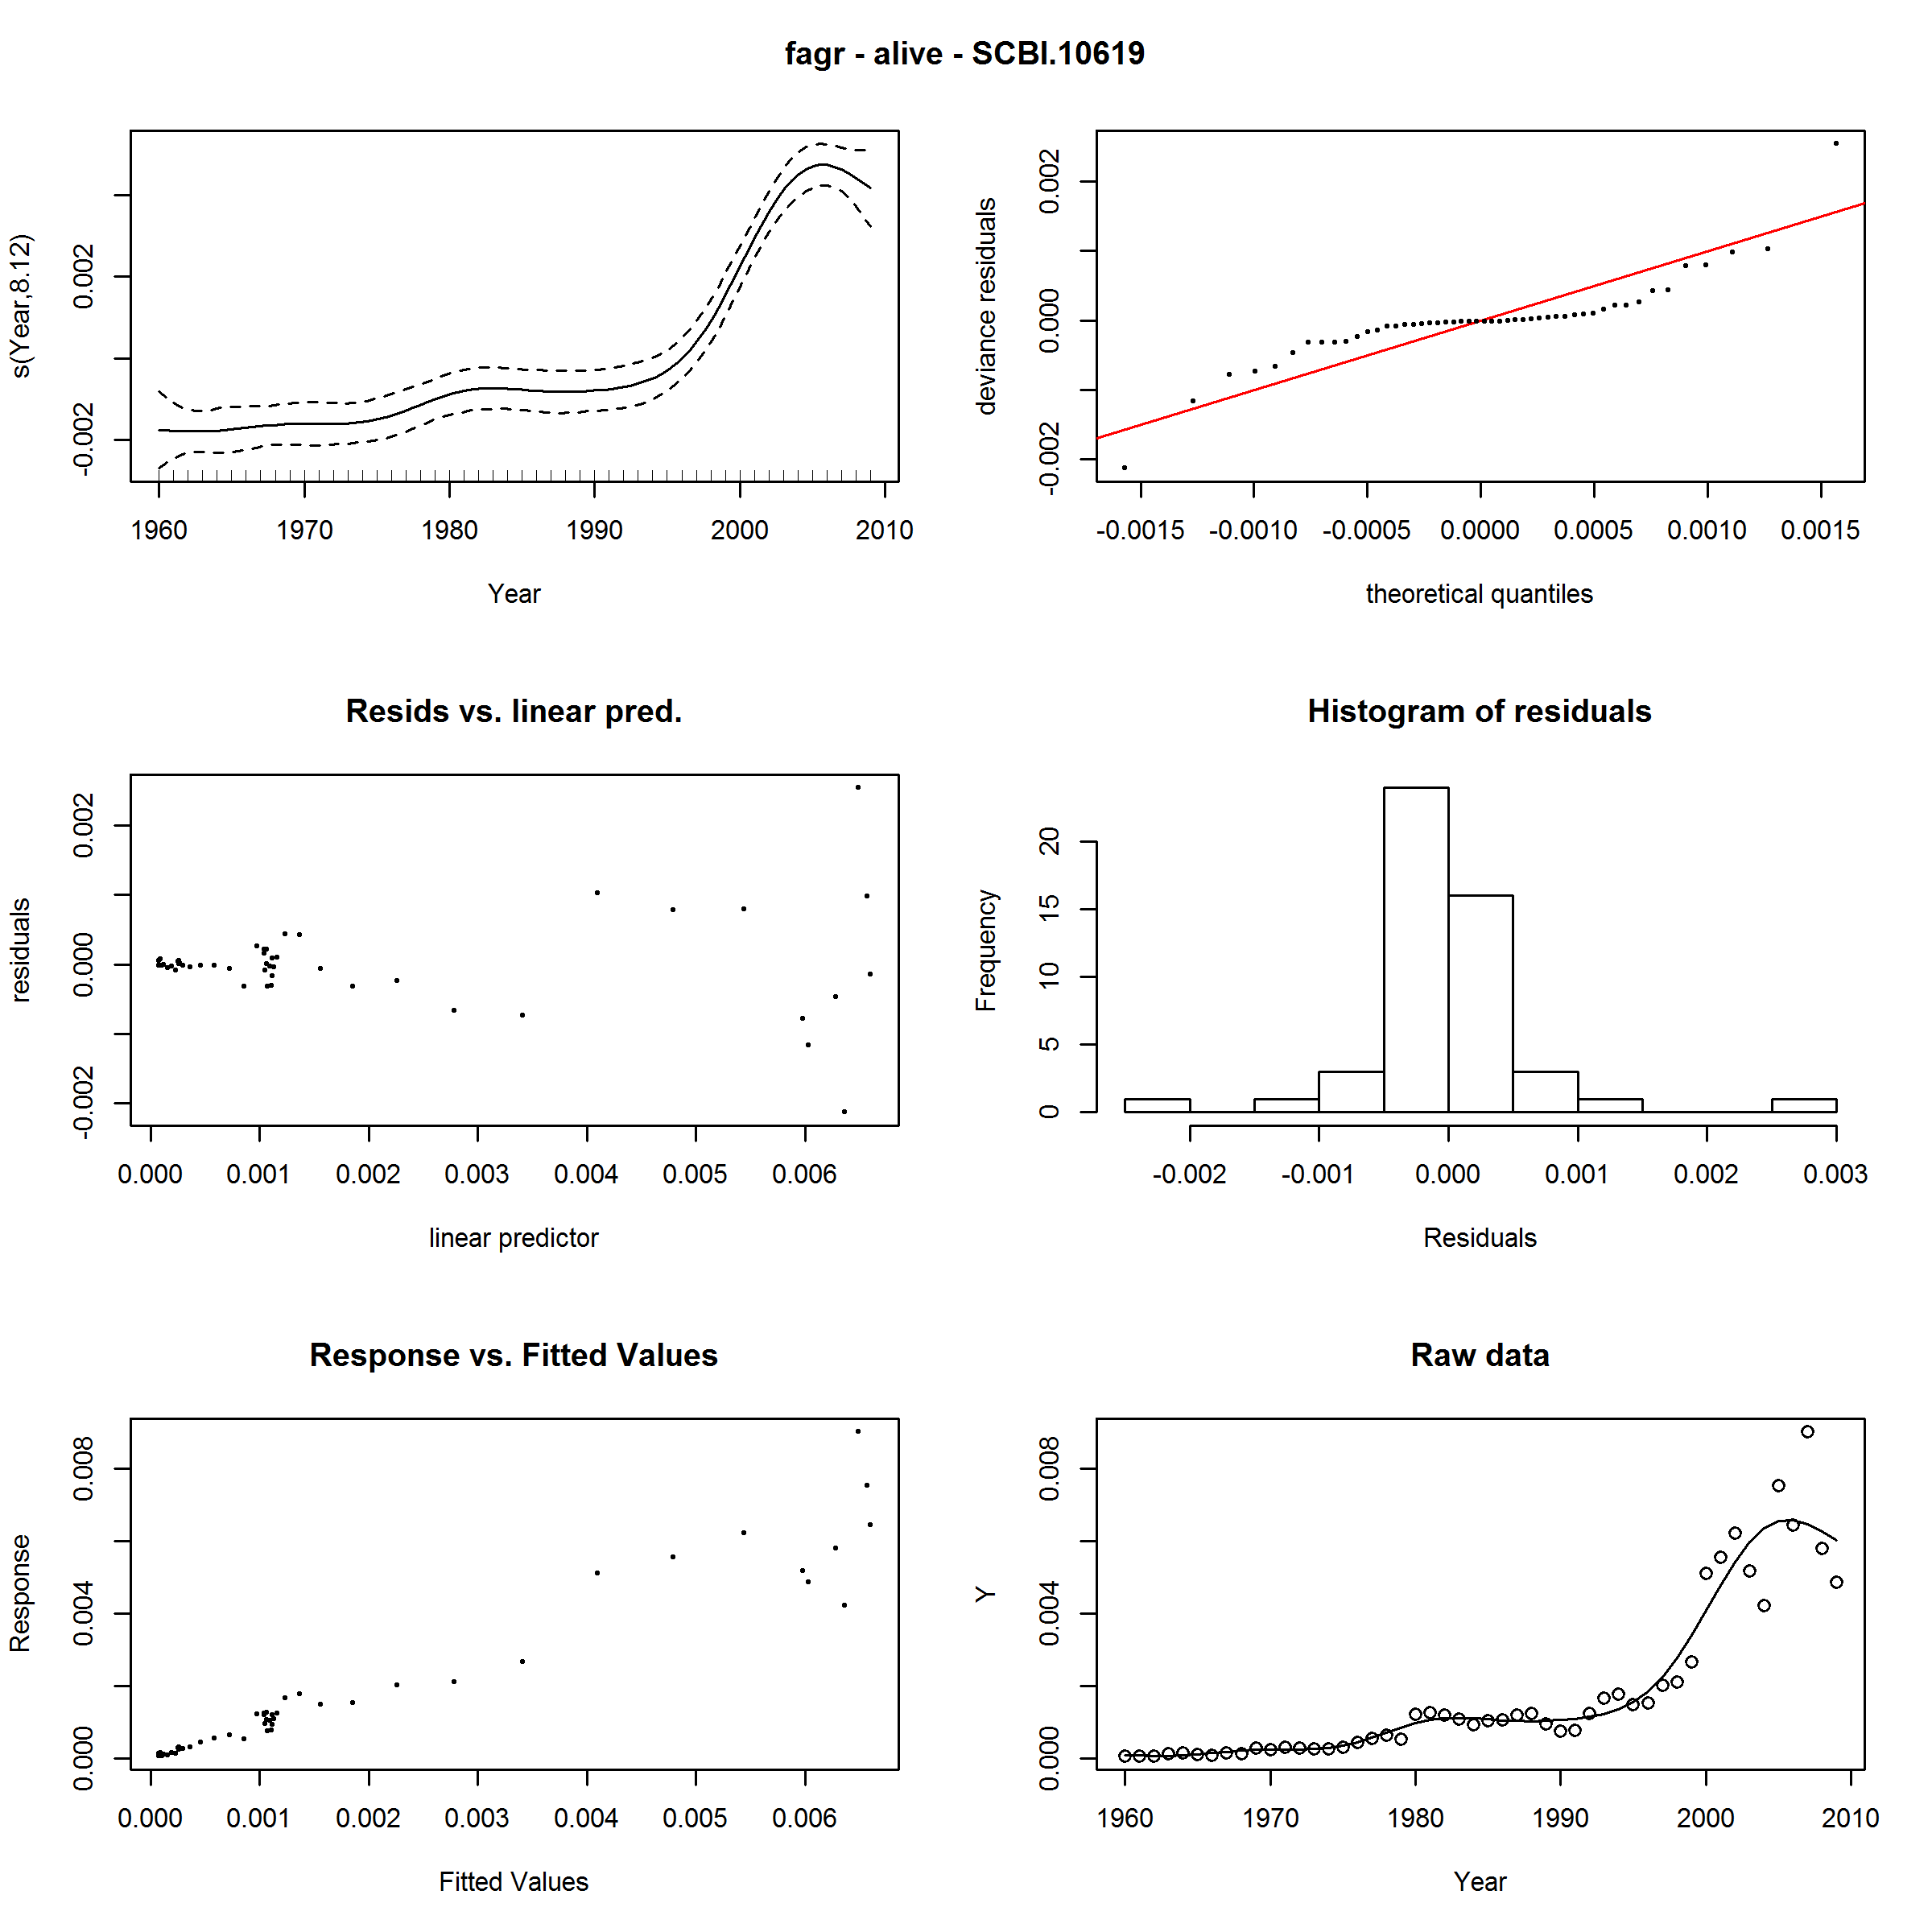 fagr - alive - SCBI.10619
s(Year,8.12)
-0.002 0.002
1960 1970 1980 1990 2000 2010
Year
deviance residuals
-0.002 0.000 0.002
-0.0015 -0.0010 -0.0005 0.0000 0.0005 0.0010 0.0015
theoretical quantiles
Resids vs. linear pred.
residuals
-0.002 0.000 0.002
0.000 0.001 0.002 0.003 0.004 0.005 0.006
linear predictor
Histogram of residuals
Frequency
0 5 10 15 20
-0.002 -0.001 0.000 0.001 0.002 0.003
Residuals
Response vs. Fitted Values
Response
0.000 0.004 0.008
0.000 0.001 0.002 0.003 0.004 0.005 0.006
Fitted Values
Raw data
Y
0.000 0.004 0.008
1960 1970 1980 1990 2000 2010
Year